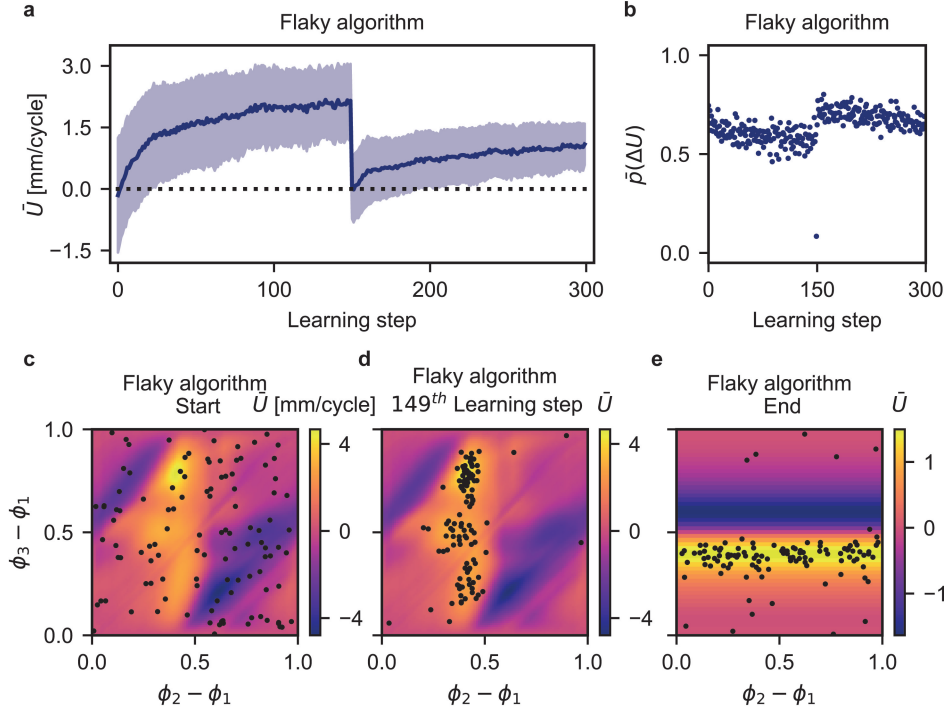 a
Flaky algorithm
Ū [mm/cycle]
3.0
1.5
0.0
−1.5
0
100
200
300
Learning step
b
Flaky algorithm
p̄(ΔU)
1.0
0.5
0.0
0
150
300
Learning step
c
Flaky algorithm
Start
Ū [mm/cycle]
ϕ3 − ϕ1
1.0
0.5
0.0
0.0
0.5
1.0
ϕ2 − ϕ1
4
0
−4
d
Flaky algorithm
149th Learning step
Ū
0.0
0.5
1.0
ϕ2 − ϕ1
4
0
−4
e
Flaky algorithm
End
Ū
0.0
0.5
1.0
ϕ2 − ϕ1
1
0
−1